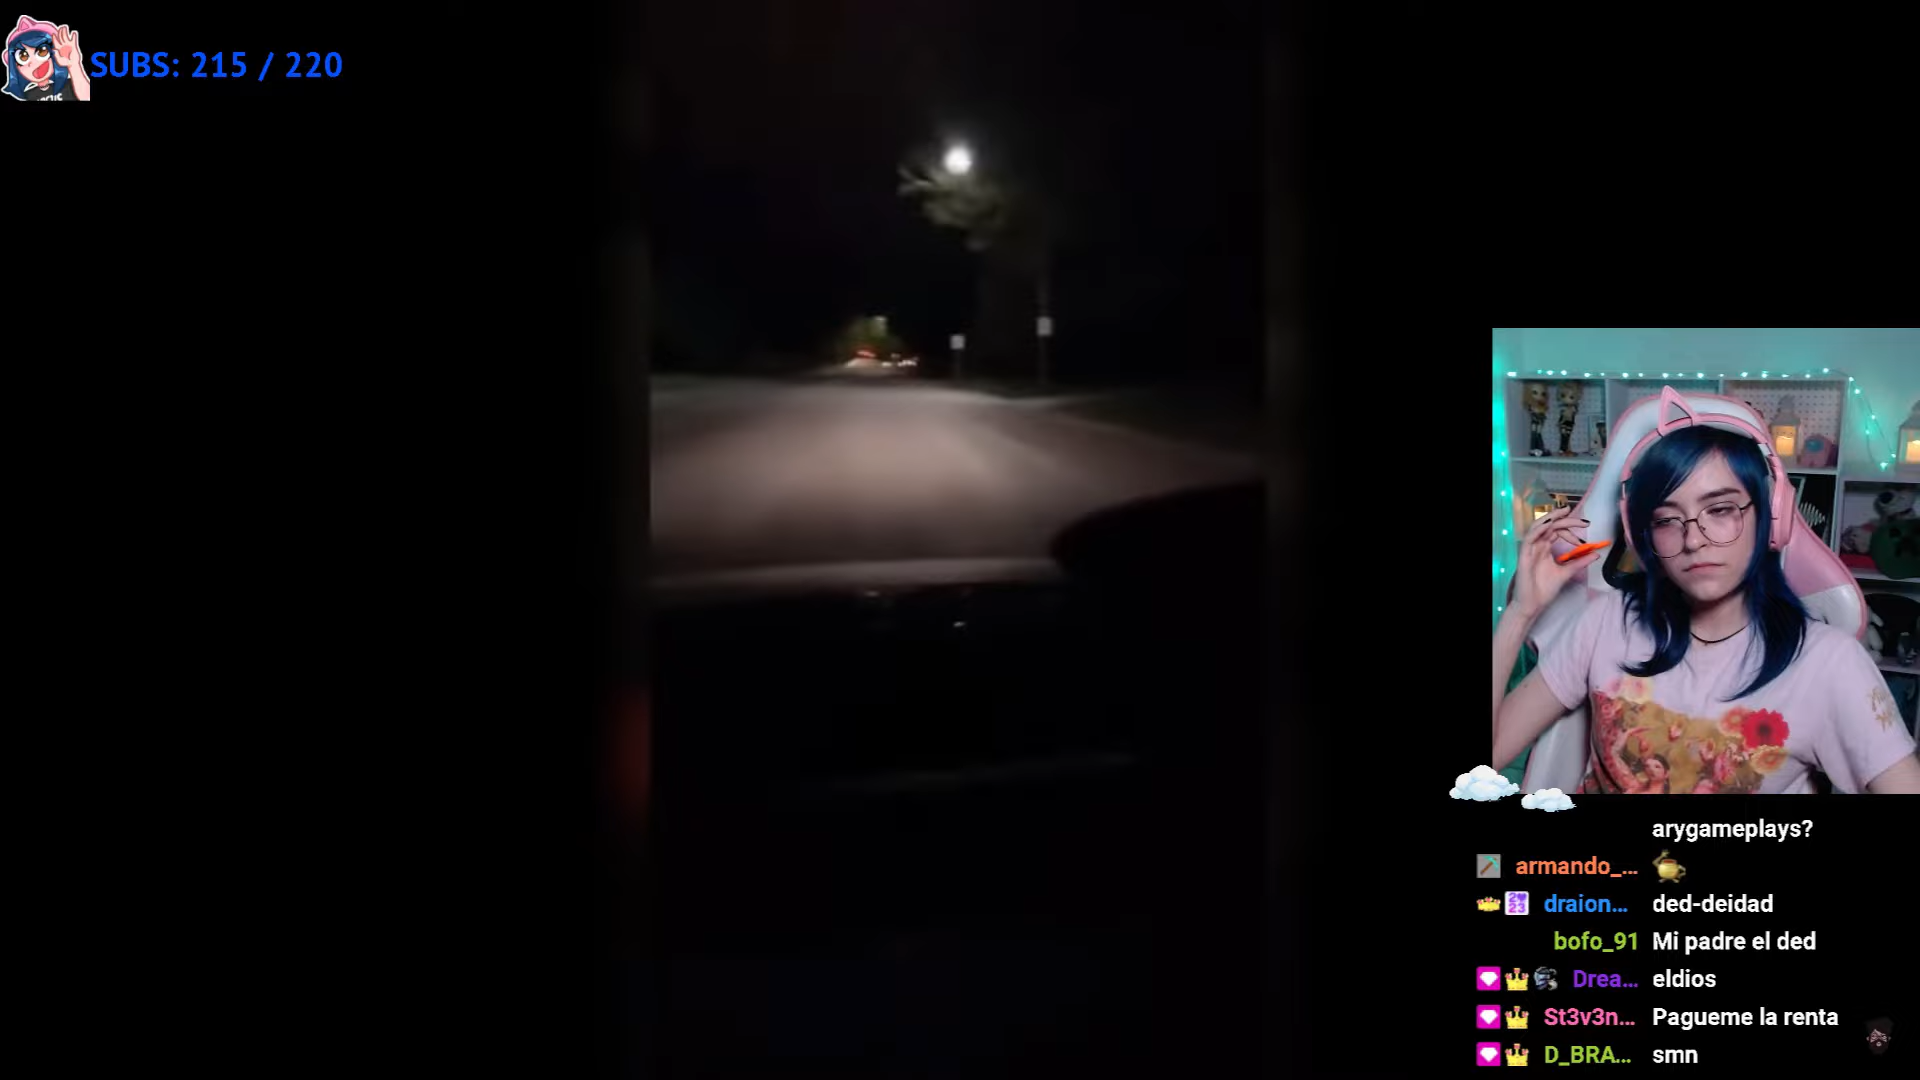 SUBS: 215 / 220
arygameplays?
armando_...
draion... ded-deidad
bofo_91 Mi padre el ded
Drea... eldios
St3v3n... Pagueme la renta
D_BRA... smn